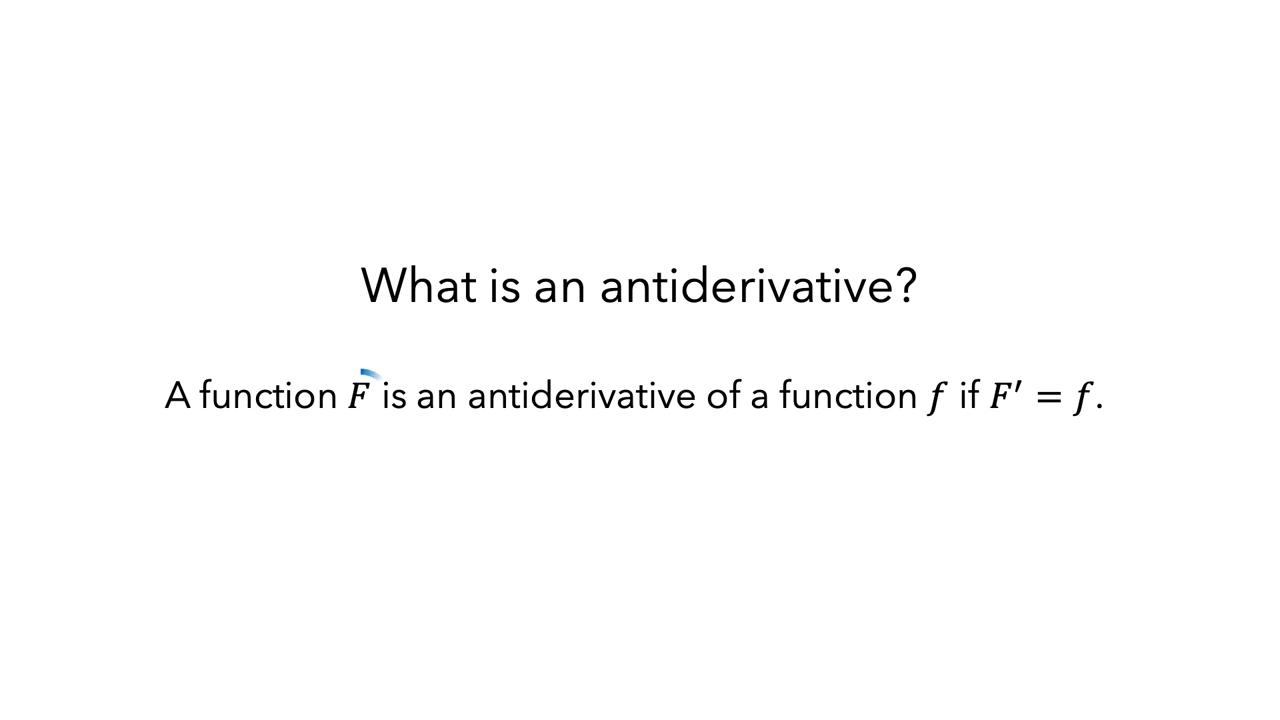 What is an antiderivative?
A function F is an antiderivative of a function f if F′ = f.